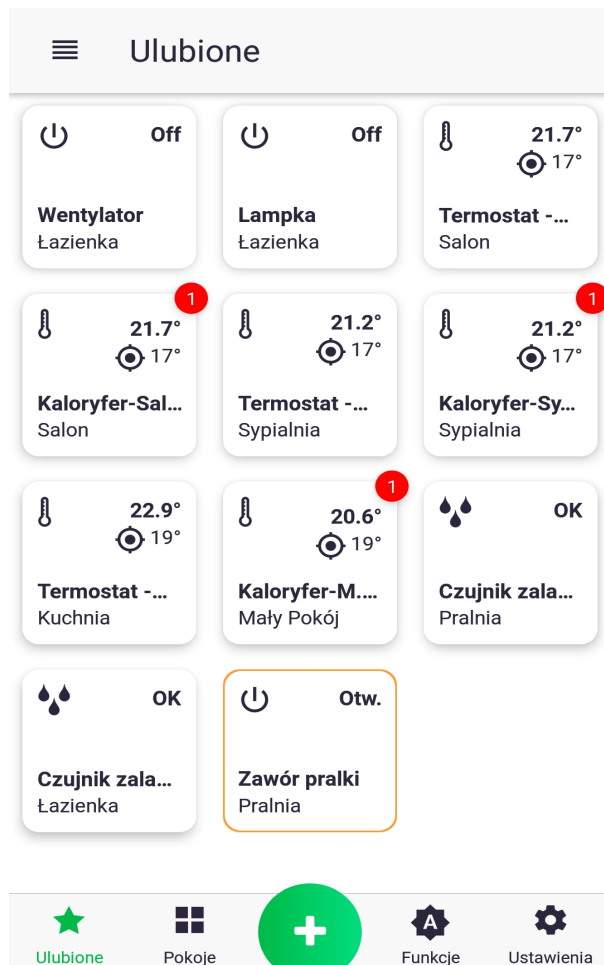 Ulubione
Off
Wentylator
Łazienka
Off
Lampka
Łazienka
21.7°
17°
Termostat -...
Salon
1
21.7°
17°
Kaloryfer-Sal...
Salon
21.2°
17°
Termostat -...
Sypialnia
1
21.2°
17°
Kaloryfer-Sy...
Sypialnia
22.9°
19°
Termostat -...
Kuchnia
1
20.6°
19°
Kaloryfer-M....
Mały Pokój
OK
Czujnik zala...
Pralnia
OK
Czujnik zala...
Łazienka
Otw.
Zawór pralki
Pralnia
Ulubione
Pokoje
A
Funkcje
Ustawienia